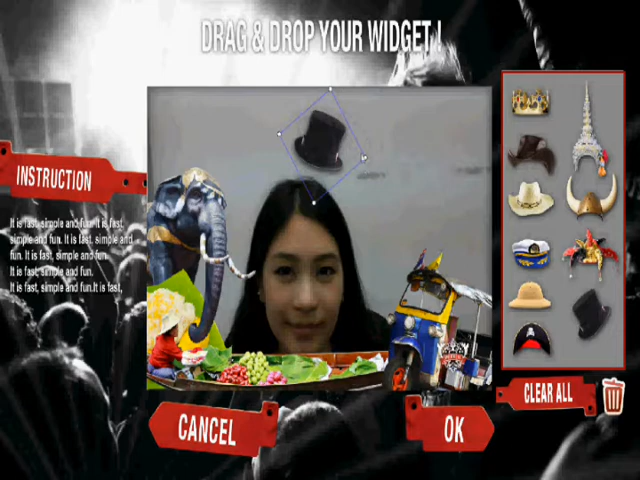 DRAG & DROP YOUR WIDGET !
INSTRUCTION
It is fast, simple and fun. It is fast,
simple and fun. It is fast, simple and
fun. It is fast, simple and fun.
It is fast, simple and fun.
It is fast, simple and fun.It is fast,
CANCEL
OK
CLEAR ALL